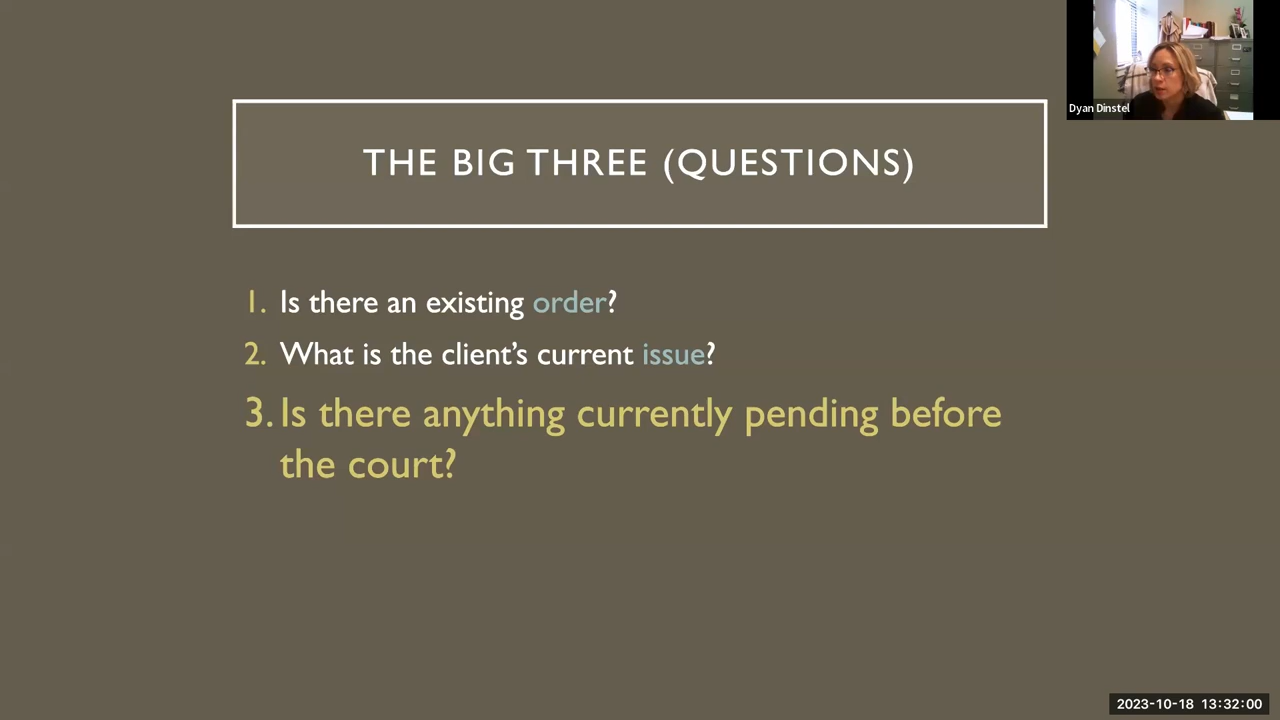 Dyan Dinstel
THE BIG THREE (QUESTIONS)
1. Is there an existing order?
2. What is the client’s current issue?
3. Is there anything currently pending before
the court?
2023-10-18 13:32:00